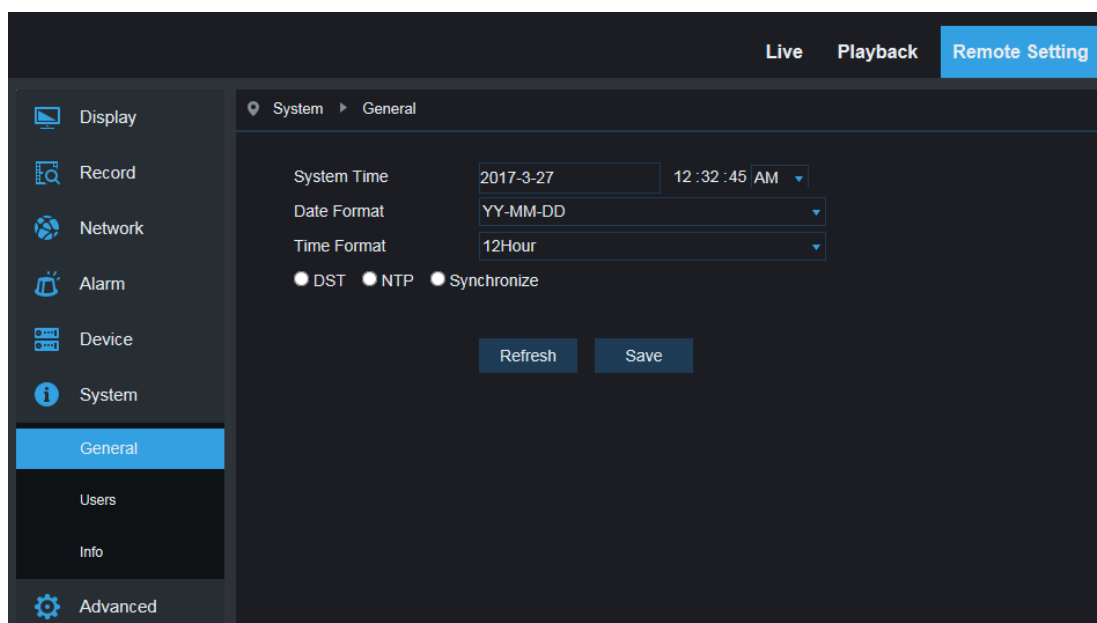 Live Playback Remote Setting
Display
Record
Network
Alarm
Device
System
General
Users
Info
Advanced
System General
System Time 2017-3-27 12:32:45 AM
Date Format YY-MM-DD
Time Format 12Hour
DST NTP Synchronize
Refresh Save